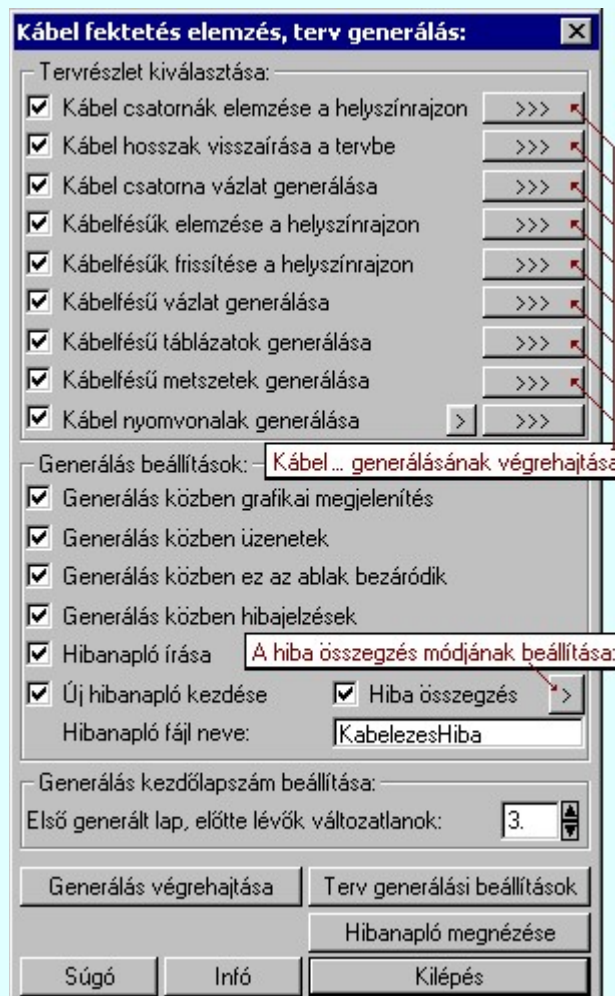 Kábel fektetés elemzés, terv generálás:
Tervrészlet kiválasztása:
Kábel csatornák elemzése a helyszínrajzon >>>
Kábel hosszak visszaírása a tervbe >>>
Kábel csatorna vázlat generálása >>>
Kábelfésűk elemzése a helyszínrajzon >>>
Kábelfésűk frissítése a helyszínrajzon >>>
Kábelfésű vázlat generálása >>>
Kábelfésű táblázatok generálása >>>
Kábelfésű metszetek generálása >>>
Kábel nyomvonalak generálása > >>>
Generálás beállítások: Kábel... generálásának végrehajtása
Generálás közben grafikai megjelenítés
Generálás közben üzenetek
Generálás közben ez az ablak bezáródik
Generálás közben hibajelzések
Hibanapló írása A hiba összegzés módjának beállítása:
Új hibanapló kezdése Hiba összegzés >
Hibanapló fájl neve: KabelezesHiba
Generálás kezdőlapszám beállítása:
Első generált lap, előtte lévők változatlanok: 3.
Generálás végrehajtása Terv generálási beállítások
Hibanapló megnézése
Súgó Infó Kilépés